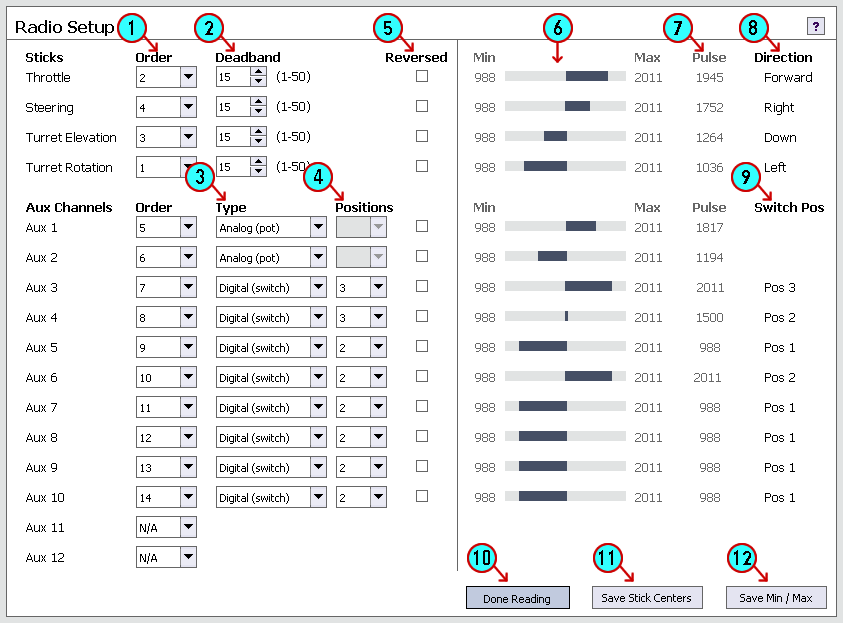 Radio Setup 1 2 5 6 7 8 ?
Sticks Order Deadband Reversed Min Max Pulse Direction
Throttle 2 15 (1-50) 988 2011 1945 Forward
Steering 4 15 (1-50) 988 2011 1752 Right
Turret Elevation 3 15 (1-50) 988 2011 1264 Down
Turret Rotation 1 15 (1-50) 988 2011 1036 Left
3 4 9
Aux Channels Order Type Positions Min Max Pulse Switch Pos
Aux 1 5 Analog (pot) 988 2011 1817
Aux 2 6 Analog (pot) 988 2011 1194
Aux 3 7 Digital (switch) 3 988 2011 2011 Pos 3
Aux 4 8 Digital (switch) 3 988 2011 1500 Pos 2
Aux 5 9 Digital (switch) 2 988 2011 988 Pos 1
Aux 6 10 Digital (switch) 2 988 2011 2011 Pos 2
Aux 7 11 Digital (switch) 2 988 2011 988 Pos 1
Aux 8 12 Digital (switch) 2 988 2011 988 Pos 1
Aux 9 13 Digital (switch) 2 988 2011 988 Pos 1
Aux 10 14 Digital (switch) 2 988 2011 988 Pos 1
Aux 11 N/A
Aux 12 N/A
10 11 12
Done Reading Save Stick Centers Save Min / Max